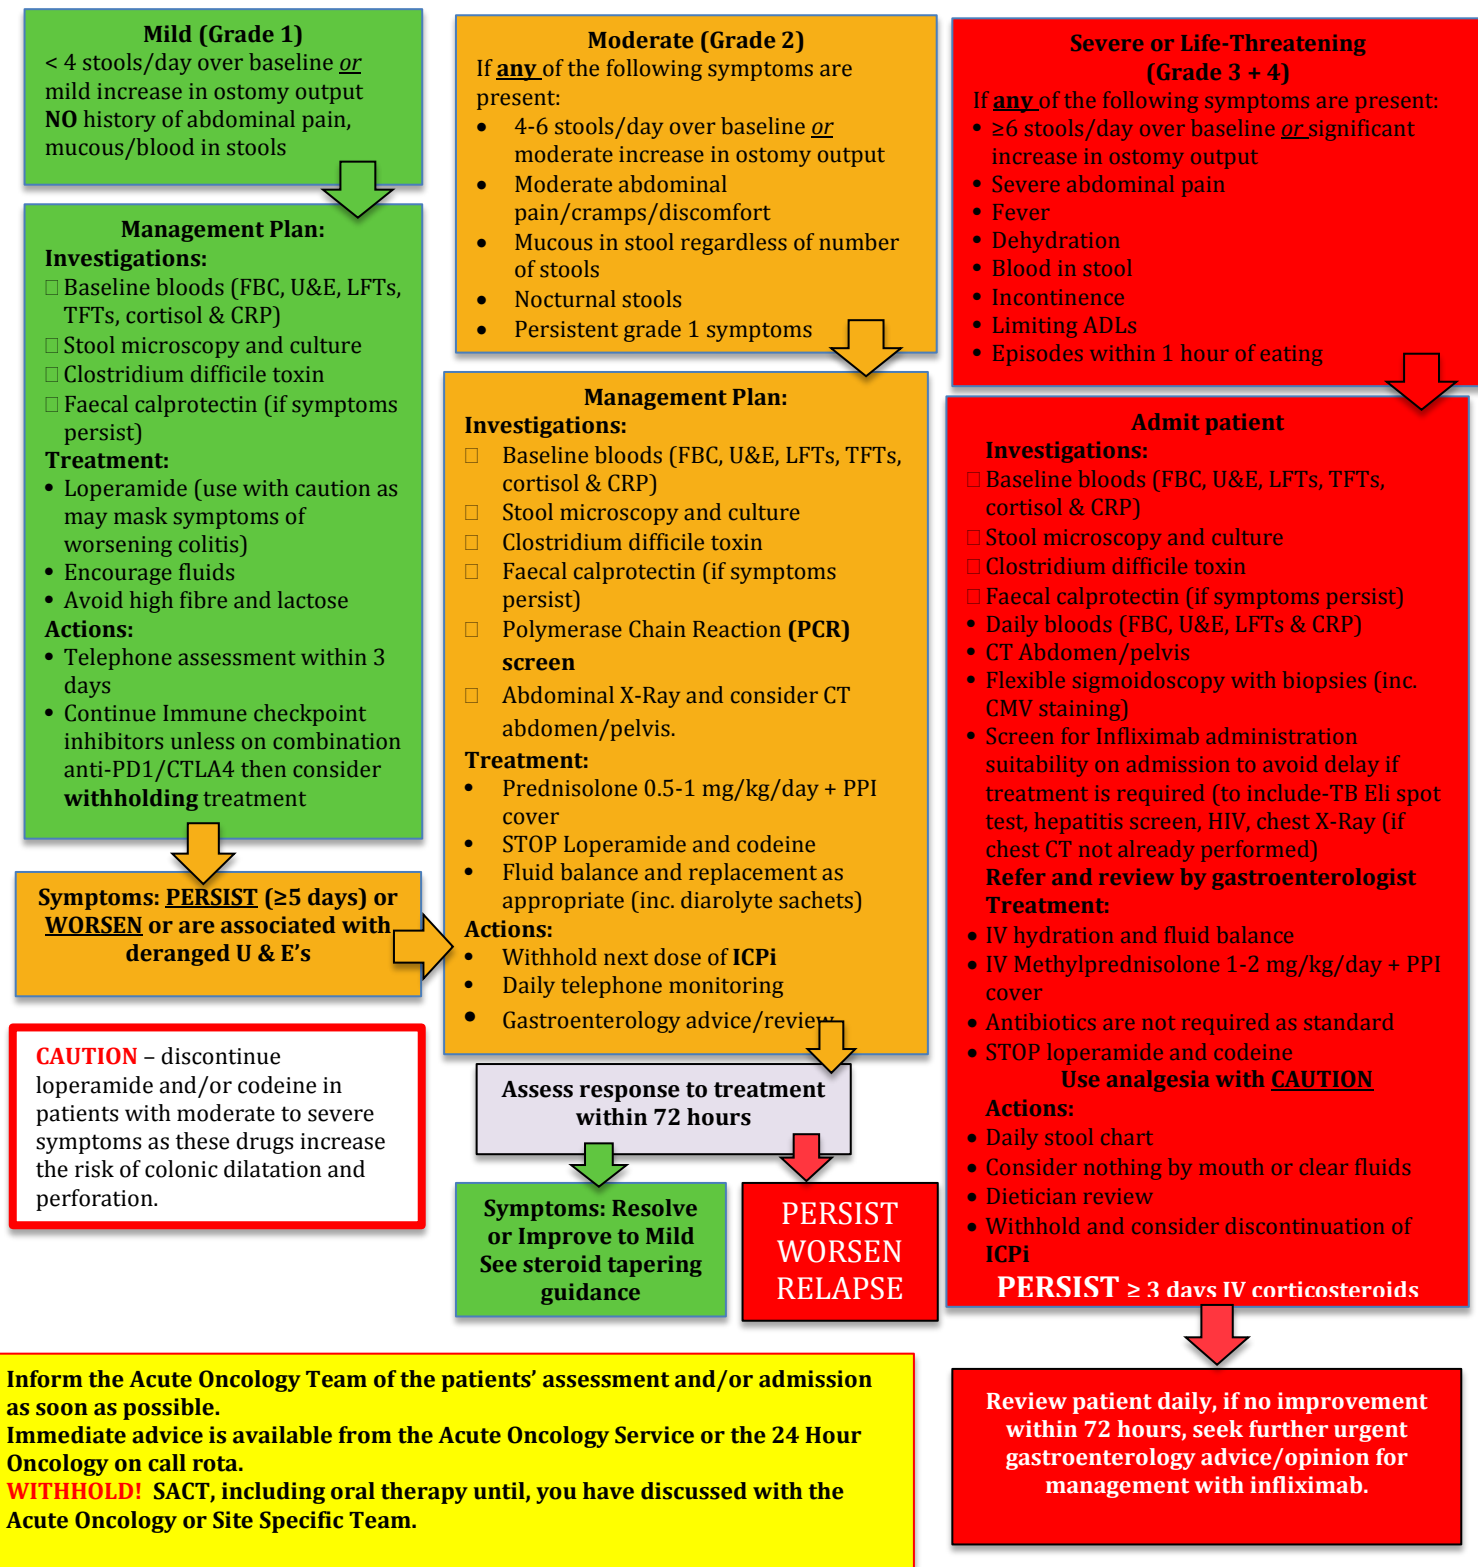 Mild (Grade 1)
< 4 stools/day over baseline or
mild increase in ostomy output
NO history of abdominal pain,
mucous/blood in stools
Management Plan:
Investigations:
□ Baseline bloods (FBC, U&E, LFTs,
TFTs, cortisol & CRP)
□ Stool microscopy and culture
□ Clostridium difficile toxin
□ Faecal calprotectin (if symptoms
persist)
Treatment:
• Loperamide (use with caution as
may mask symptoms of
worsening colitis)
• Encourage fluids
• Avoid high fibre and lactose
Actions:
• Telephone assessment within 3
days
• Continue Immune checkpoint
inhibitors unless on combination
anti-PD1/CTLA4 then consider
withholding treatment
Symptoms: PERSIST (≥5 days) or
WORSEN or are associated with
deranged U & E's
CAUTION – discontinue
loperamide and/or codeine in
patients with moderate to severe
symptoms as these drugs increase
the risk of colonic dilatation and
perforation.
Moderate (Grade 2)
If any of the following symptoms are
present:
• 4-6 stools/day over baseline or
moderate increase in ostomy output
• Moderate abdominal
pain/cramps/discomfort
• Mucous in stool regardless of number
of stools
• Nocturnal stools
• Persistent grade 1 symptoms
Management Plan:
Investigations:
□ Baseline bloods (FBC, U&E, LFTs, TFTs,
cortisol & CRP)
□ Stool microscopy and culture
□ Clostridium difficile toxin
□ Faecal calprotectin (if symptoms
persist)
□ Polymerase Chain Reaction (PCR)
screen
□ Abdominal X-Ray and consider CT
abdomen/pelvis.
Treatment:
• Prednisolone 0.5-1 mg/kg/day + PPI
cover
• STOP Loperamide and codeine
• Fluid balance and replacement as
appropriate (inc. diarolyte sachets)
Actions:
• Withhold next dose of ICPi
• Daily telephone monitoring
• Gastroenterology advice/review
Assess response to treatment
within 72 hours
Symptoms: Resolve
or Improve to Mild
See steroid tapering
guidance
PERSIST
WORSEN
RELAPSE
Severe or Life-Threatening
(Grade 3 + 4)
If any of the following symptoms are present:
• ≥6 stools/day over baseline or significant
increase in ostomy output
• Severe abdominal pain
• Fever
• Dehydration
• Blood in stool
• Incontinence
• Limiting ADLs
• Episodes within 1 hour of eating
Admit patient
Investigations:
□ Baseline bloods (FBC, U&E, LFTs, TFTs,
cortisol & CRP)
□ Stool microscopy and culture
□ Clostridium difficile toxin
□ Faecal calprotectin (if symptoms persist)
• Daily bloods (FBC, U&E, LFTs & CRP)
• CT Abdomen/pelvis
• Flexible sigmoidoscopy with biopsies (inc.
CMV staining)
• Screen for Infliximab administration
suitability on admission to avoid delay if
treatment is required (to include-TB Eli spot
test, hepatitis screen, HIV, chest X-Ray (if
chest CT not already performed)
Refer and review by gastroenterologist
Treatment:
• IV hydration and fluid balance
• IV Methylprednisolone 1-2 mg/kg/day + PPI
cover
• Antibiotics are not required as standard
• STOP loperamide and codeine
Use analgesia with CAUTION
Actions:
• Daily stool chart
• Consider nothing by mouth or clear fluids
• Dietician review
• Withhold and consider discontinuation of
ICPi
PERSIST ≥ 3 days IV corticosteroids
Review patient daily, if no improvement
within 72 hours, seek further urgent
gastroenterology advice/opinion for
management with infliximab.
Inform the Acute Oncology Team of the patients' assessment and/or admission
as soon as possible.
Immediate advice is available from the Acute Oncology Service or the 24 Hour
Oncology on call rota.
WITHHOLD! SACT, including oral therapy until, you have discussed with the
Acute Oncology or Site Specific Team.